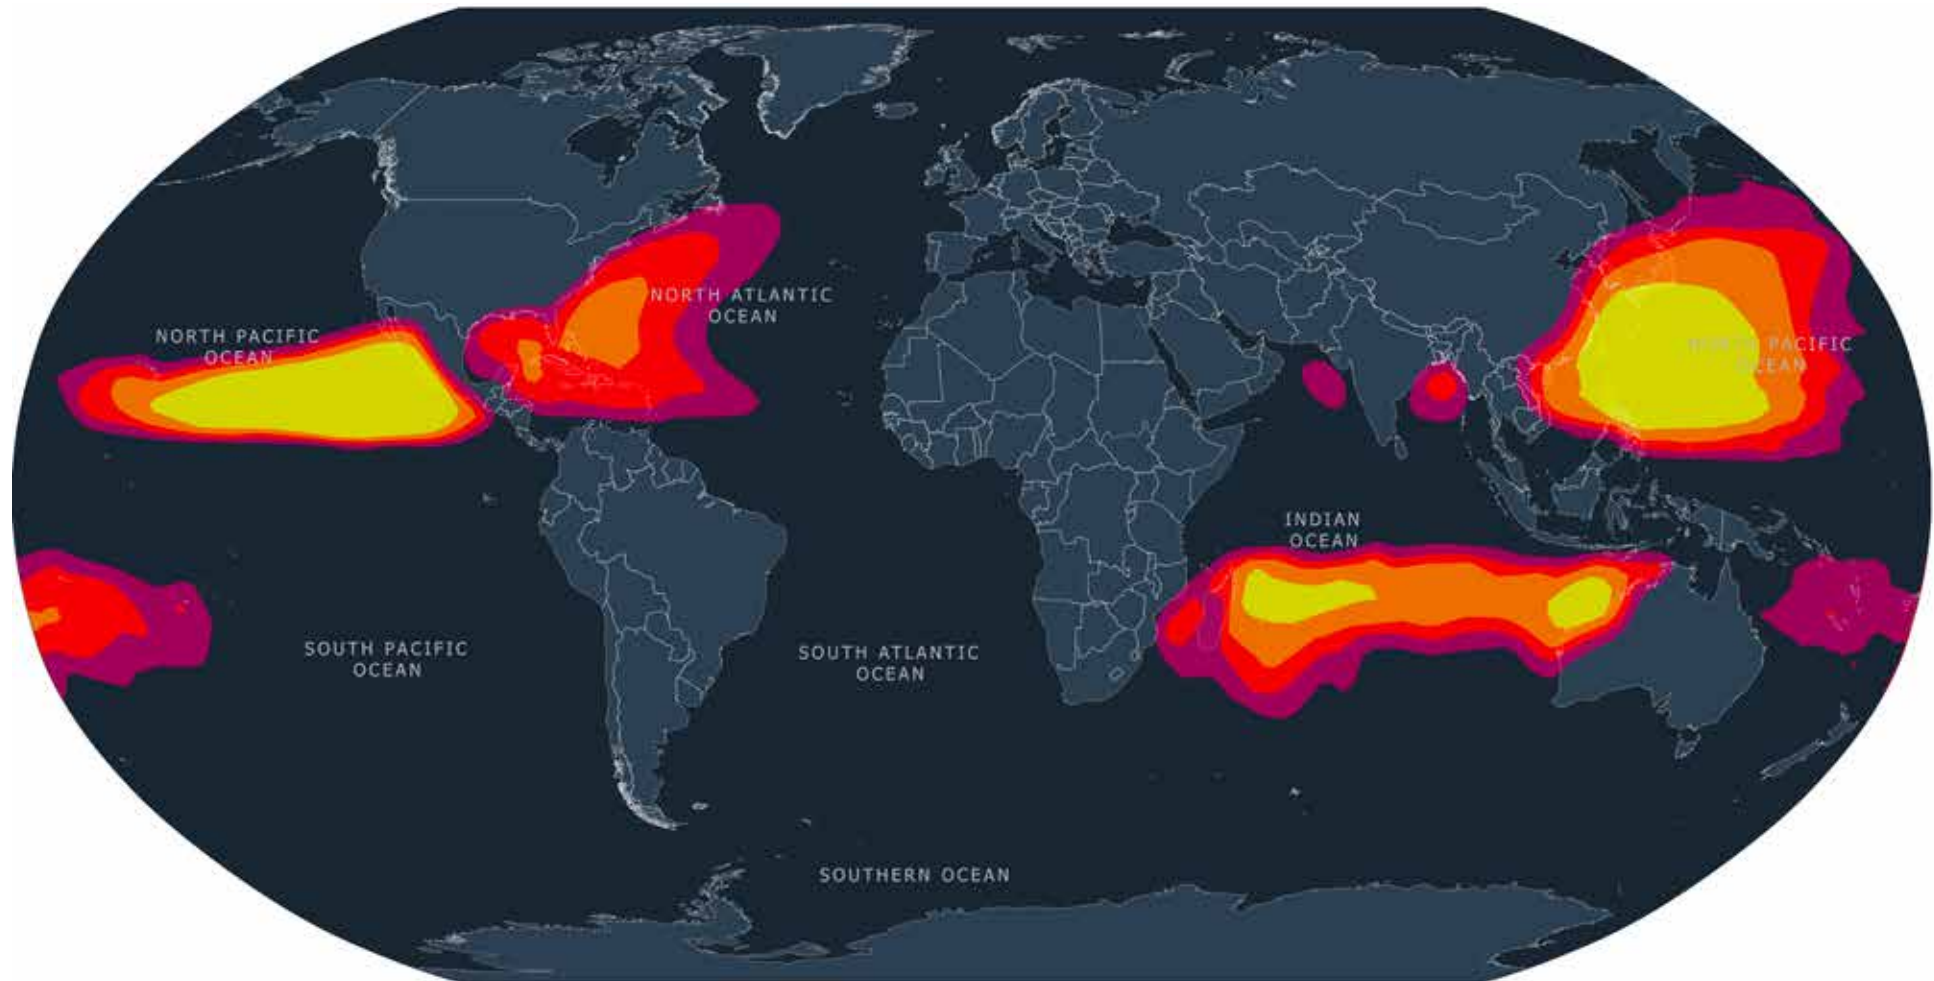 NORTH ATLANTIC
OCEAN
NORTH PACIFIC
OCEAN
NORTH PACIFIC
OCEAN
INDIAN
OCEAN
SOUTH PACIFIC
OCEAN
SOUTH ATLANTIC
OCEAN
SOUTHERN OCEAN